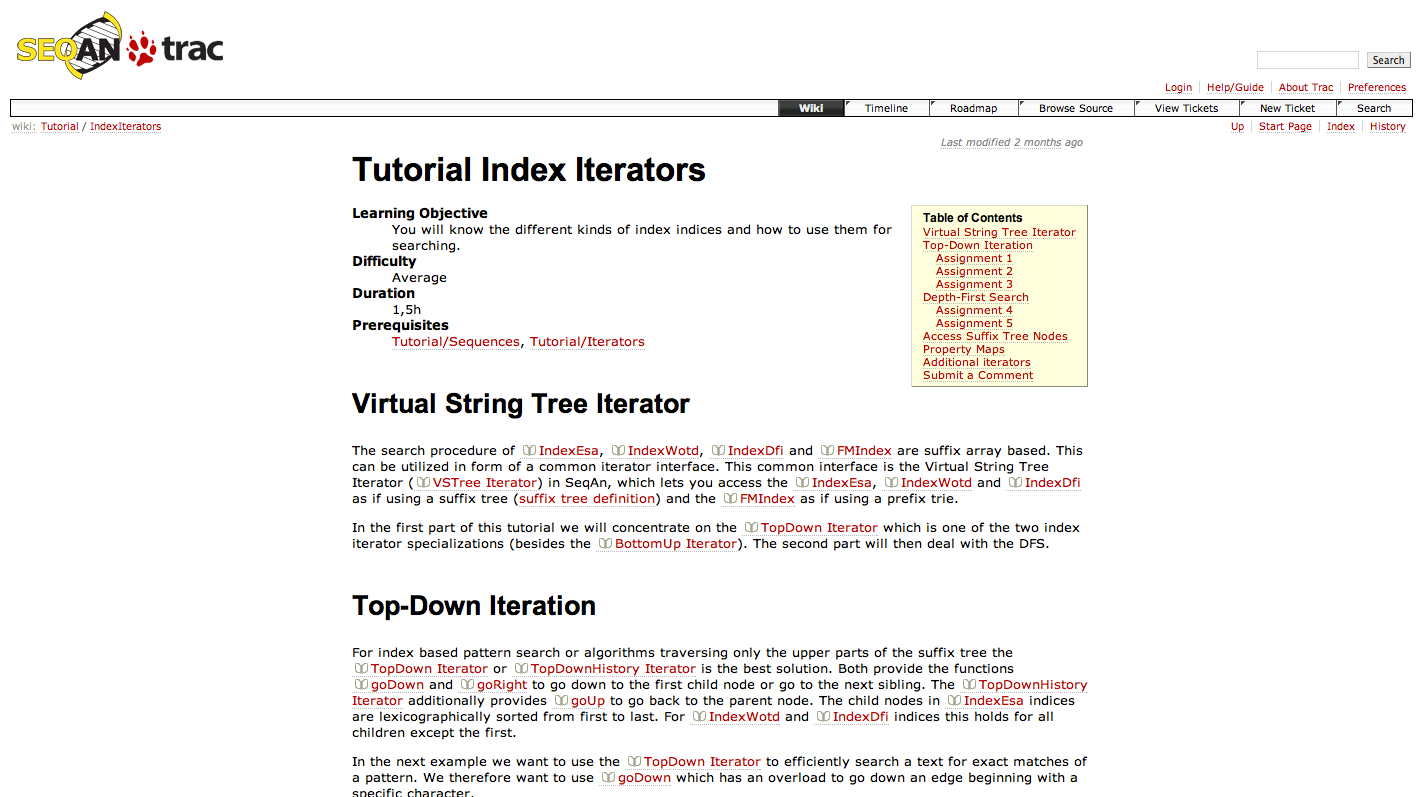 SEQAN trac
Search
Login Help/Guide About Trac Preferences
Wiki Timeline Roadmap Browse Source View Tickets New Ticket Search
wiki: Tutorial / IndexIterators
Up Start Page Index History
Last modified 2 months ago
Tutorial Index Iterators
Learning Objective
You will know the different kinds of index indices and how to use them for
searching.
Difficulty
Average
Duration
1,5h
Prerequisites
Tutorial/Sequences, Tutorial/Iterators
Table of Contents
Virtual String Tree Iterator
Top-Down Iteration
Assignment 1
Assignment 2
Assignment 3
Depth-First Search
Assignment 4
Assignment 5
Access Suffix Tree Nodes
Property Maps
Additional iterators
Submit a Comment
Virtual String Tree Iterator
The search procedure of IndexEsa, IndexWotd, IndexDfi and FMIndex are suffix array based. This
can be utilized in form of a common iterator interface. This common interface is the Virtual String Tree
Iterator ( VSTree Iterator) in SeqAn, which lets you access the IndexEsa, IndexWotd and IndexDfi
as if using a suffix tree (suffix tree definition) and the FMIndex as if using a prefix trie.
In the first part of this tutorial we will concentrate on the TopDown Iterator which is one of the two index
iterator specializations (besides the BottomUp Iterator). The second part will then deal with the DFS.
Top-Down Iteration
For index based pattern search or algorithms traversing only the upper parts of the suffix tree the
TopDown Iterator or TopDownHistory Iterator is the best solution. Both provide the functions
goDown and goRight to go down to the first child node or go to the next sibling. The TopDownHistory
Iterator additionally provides goUp to go back to the parent node. The child nodes in IndexEsa indices
are lexicographically sorted from first to last. For IndexWotd and IndexDfi indices this holds for all
children except the first.
In the next example we want to use the TopDown Iterator to efficiently search a text for exact matches of
a pattern. We therefore want to use goDown which has an overload to go down an edge beginning with a
specific character.